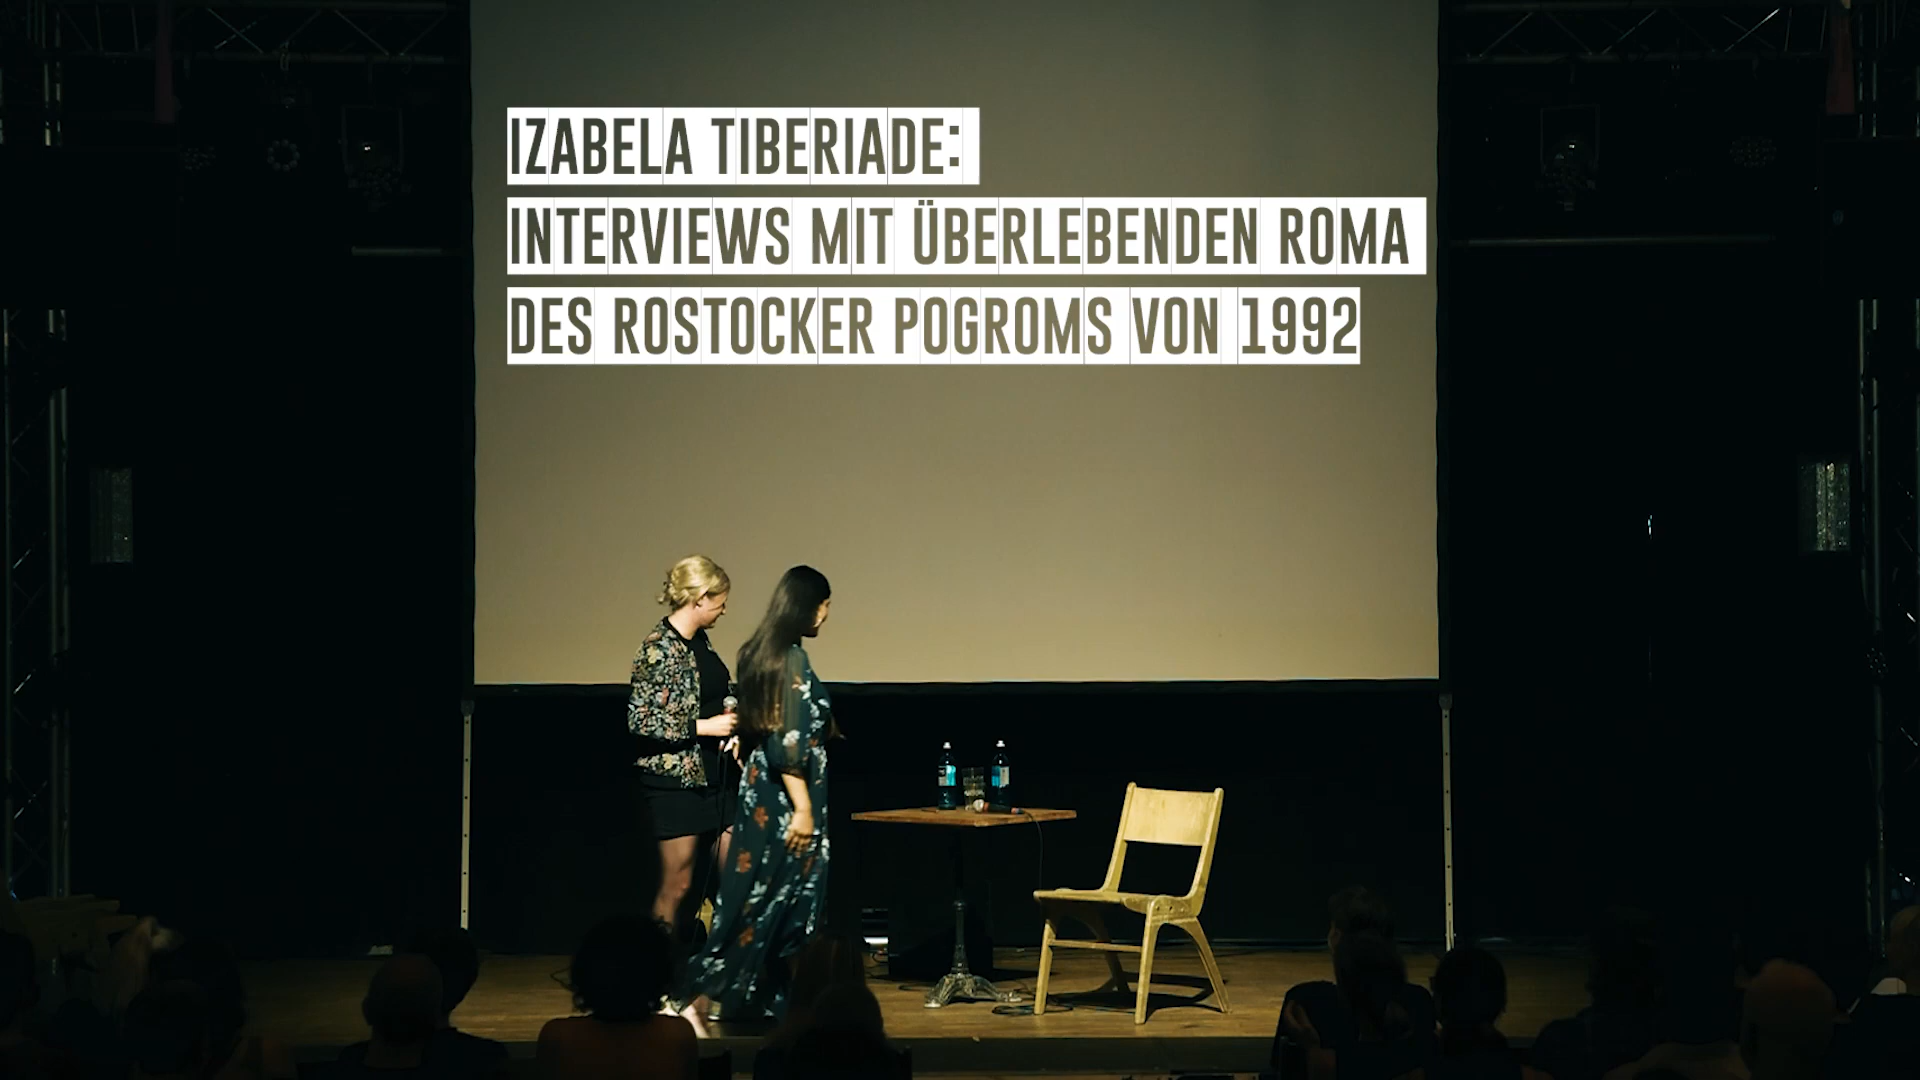 IZABELA TIBERIADE:
INTERVIEWS MIT ÜBERLEBENDEN ROMA
DES ROSTOCKER POGROMS VON 1992